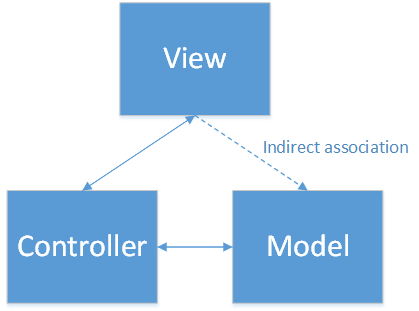 View
Indirect association
Controller
Model